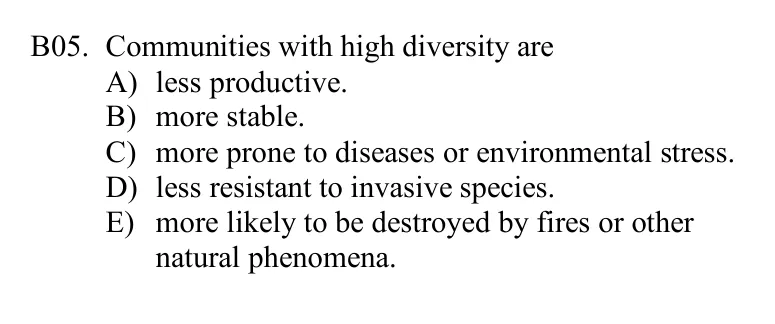 B05. Communities with high diversity are
A) less productive.
B) more stable.
C) more prone to diseases or environmental stress.
D) less resistant to invasive species.
E) more likely to be destroyed by fires or other
natural phenomena.